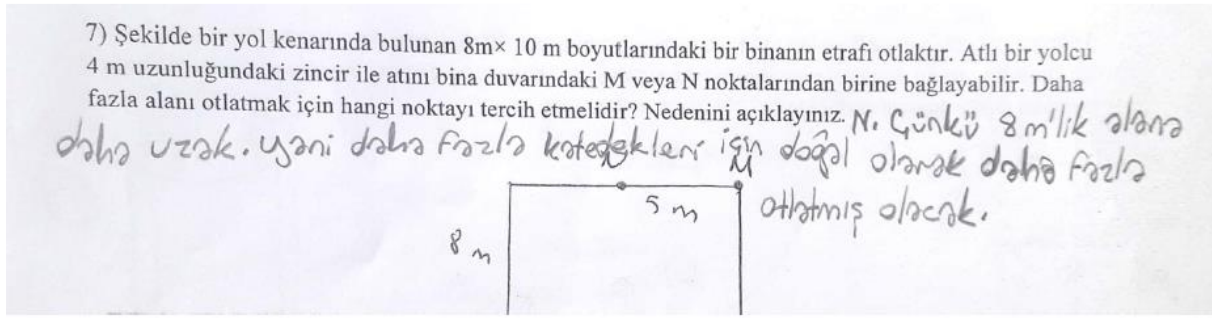 7) Şekilde bir yol kenarında bulunan 8m× 10 m boyutlarındaki bir binanın etrafı otlaktır. Atlı bir yolcu
4 m uzunluğundaki zincir ile atını bina duvarındaki M veya N noktalarından birine bağlayabilir. Daha
fazla alanı otlatmak için hangi noktayı tercih etmelidir? Nedenini açıklayınız. N. Çünkü 8m'lik alana
daha uzak. Yani daha fazla için doğal olarak daha fazla
M
otlatmış olacak.
5 m
8 m